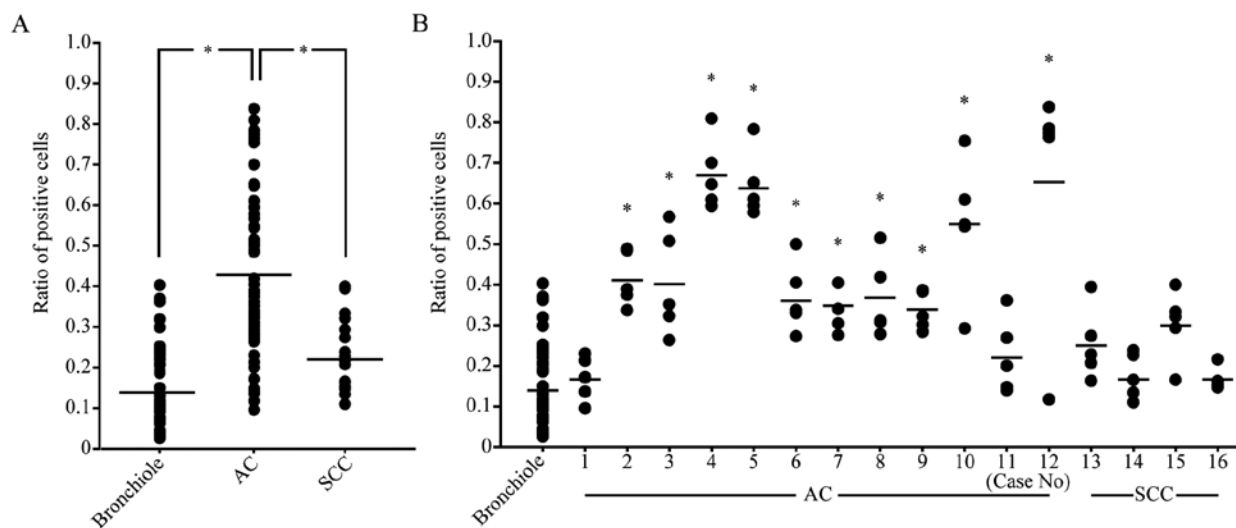 A
Ratio of positive cells
1.0
0.9
0.8
0.7
0.6
0.5
0.4
0.3
0.2
0.1
0
* *
Bronchiole AC SCC
B
Ratio of positive cells
1.0
0.9
0.8
0.7
0.6
0.5
0.4
0.3
0.2
0.1
0
* * * * * * * * * *
Bronchiole 1 2 3 4 5 6 7 8 9 10 11 12 13 14 15 16
(Case No)
AC SCC